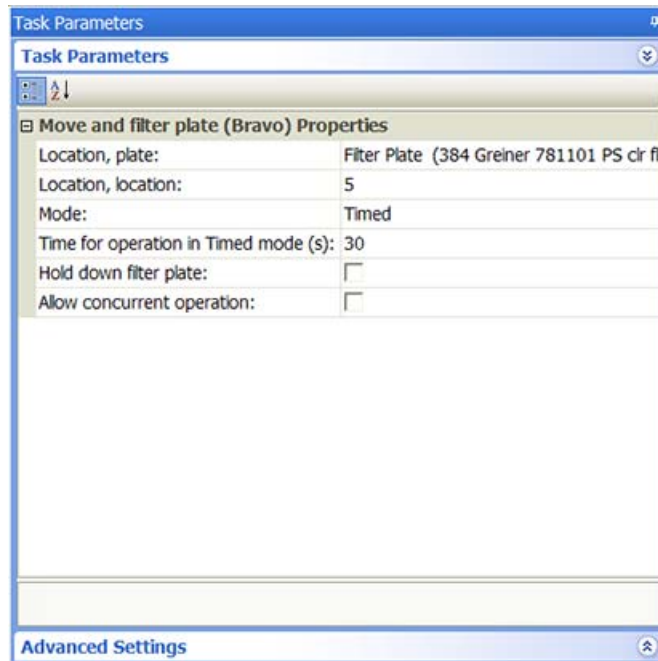 Task Parameters
Task Parameters
Move and filter plate (Bravo) Properties
Location, plate: Filter Plate (384 Greiner 781101 PS clr fl
Location, location: 5
Mode: Timed
Time for operation in Timed mode (s): 30
Hold down filter plate:
Allow concurrent operation:
Advanced Settings